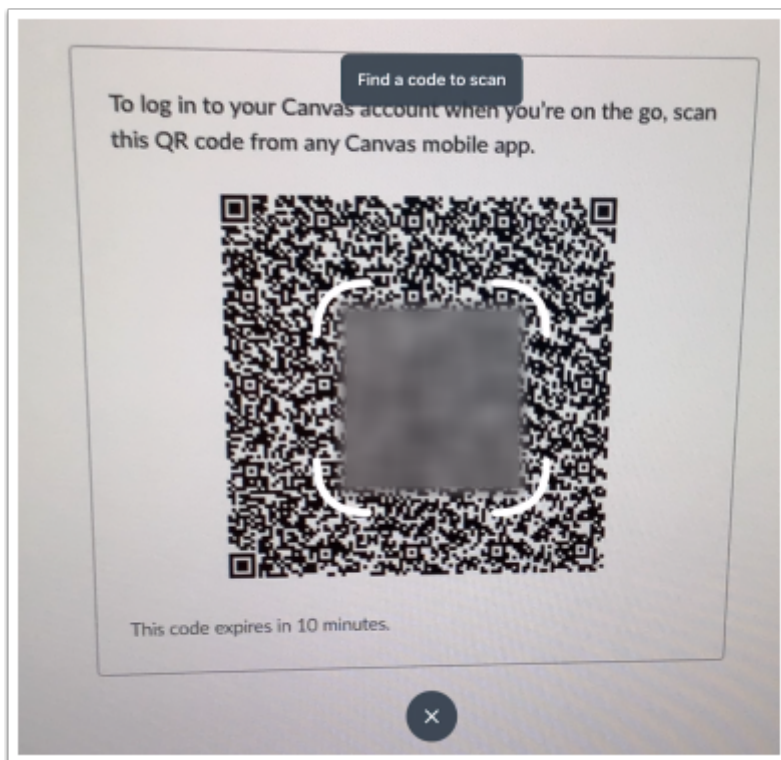 Find a code to scan
To log in to your Canvas account when you're on the go, scan
this QR code from any Canvas mobile app.
This code expires in 10 minutes.